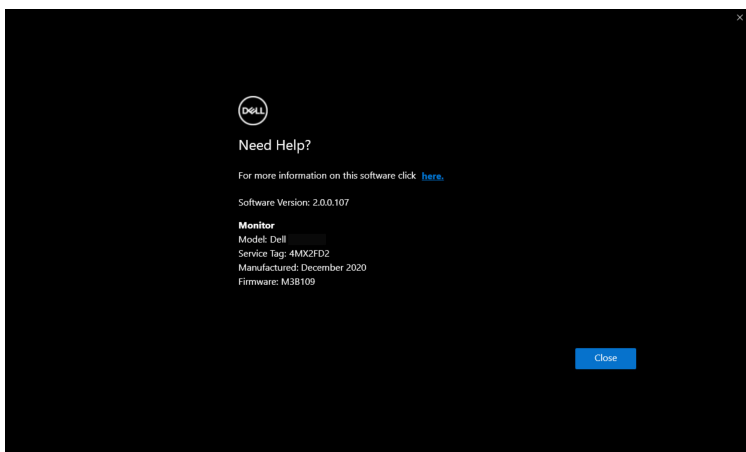 DELL
Need Help?
For more information on this software click here.
Software Version: 2.0.0.107
Monitor
Model: Dell
Service Tag: 4MX2FD2
Manufactured: December 2020
Firmware: M3B109
Close